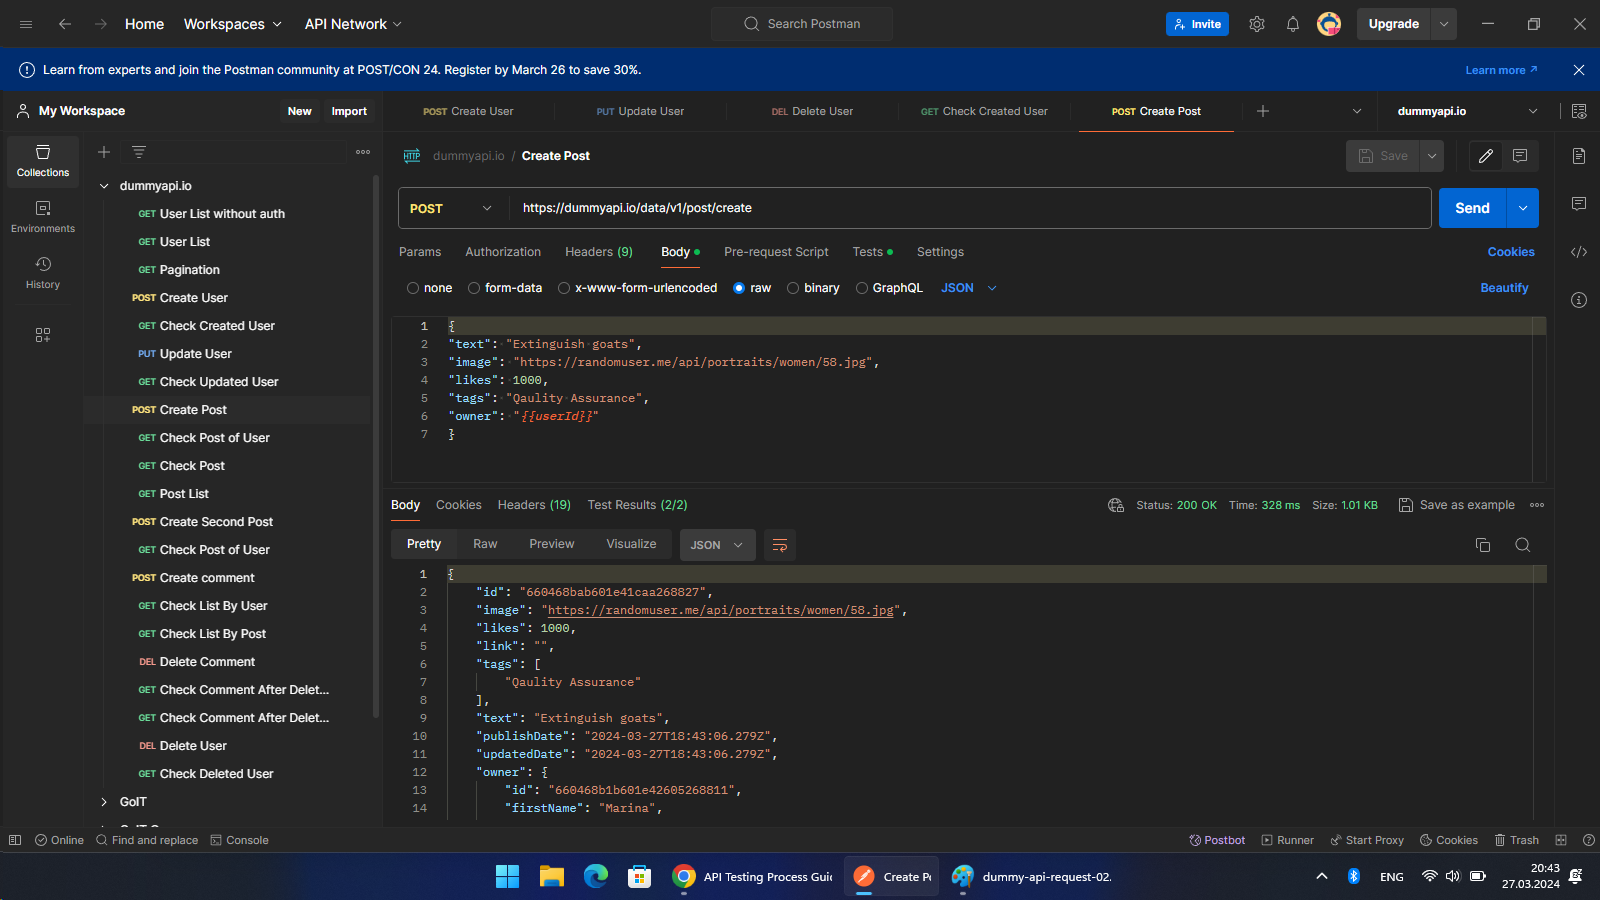 Home
Workspaces
API Network
Search Postman
Invite
Upgrade
Learn from experts and join the Postman community at POST/CON 24. Register by March 26 to save 30%.
Learn more
My Workspace
New
Import
POST Create User
PUT Update User
DEL Delete User
GET Check Created User
POST Create Post
dummyapi.io
Collections
Environments
History
dummyapi.io
GET User List without auth
GET User List
GET Pagination
POST Create User
GET Check Created User
PUT Update User
GET Check Updated User
POST Create Post
GET Check Post of User
GET Check Post
GET Post List
POST Create Second Post
GET Check Post of User
POST Create comment
GET Check List By User
GET Check List By Post
DEL Delete Comment
GET Check Comment After Delet...
GET Check Comment After Delet...
DEL Delete User
GET Check Deleted User
GoIT
HTTP
dummyapi.io / Create Post
Save
POST
https://dummyapi.io/data/v1/post/create
Send
Params
Authorization
Headers (9)
Body
Pre-request Script
Tests
Settings
Cookies
none
form-data
x-www-form-urlencoded
raw
binary
GraphQL
JSON
Beautify
1 {
2 "text": "Extinguish goats",
3 "image": "https://randomuser.me/api/portraits/women/58.jpg",
4 "likes": 1000,
5 "tags": "Qaulity Assurance",
6 "owner": "{{userId}}"
7 }
Body
Cookies
Headers (19)
Test Results (2/2)
Status: 200 OK
Time: 328 ms
Size: 1.01 KB
Save as example
Pretty
Raw
Preview
Visualize
JSON
1 {
2 "id": "660468bab601e41caa268827",
3 "image": "https://randomuser.me/api/portraits/women/58.jpg",
4 "likes": 1000,
5 "link": "",
6 "tags": [
7 "Qaulity Assurance"
8 ],
9 "text": "Extinguish goats",
10 "publishDate": "2024-03-27T18:43:06.279Z",
11 "updatedDate": "2024-03-27T18:43:06.279Z",
12 "owner": {
13 "id": "660468b1b601e42605268811",
14 "firstName": "Marina",
Online
Find and replace
Console
Postbot
Runner
Start Proxy
Cookies
Trash
API Testing Process Gui
Create P
dummy-api-request-02.
ENG
20:43
27.03.2024